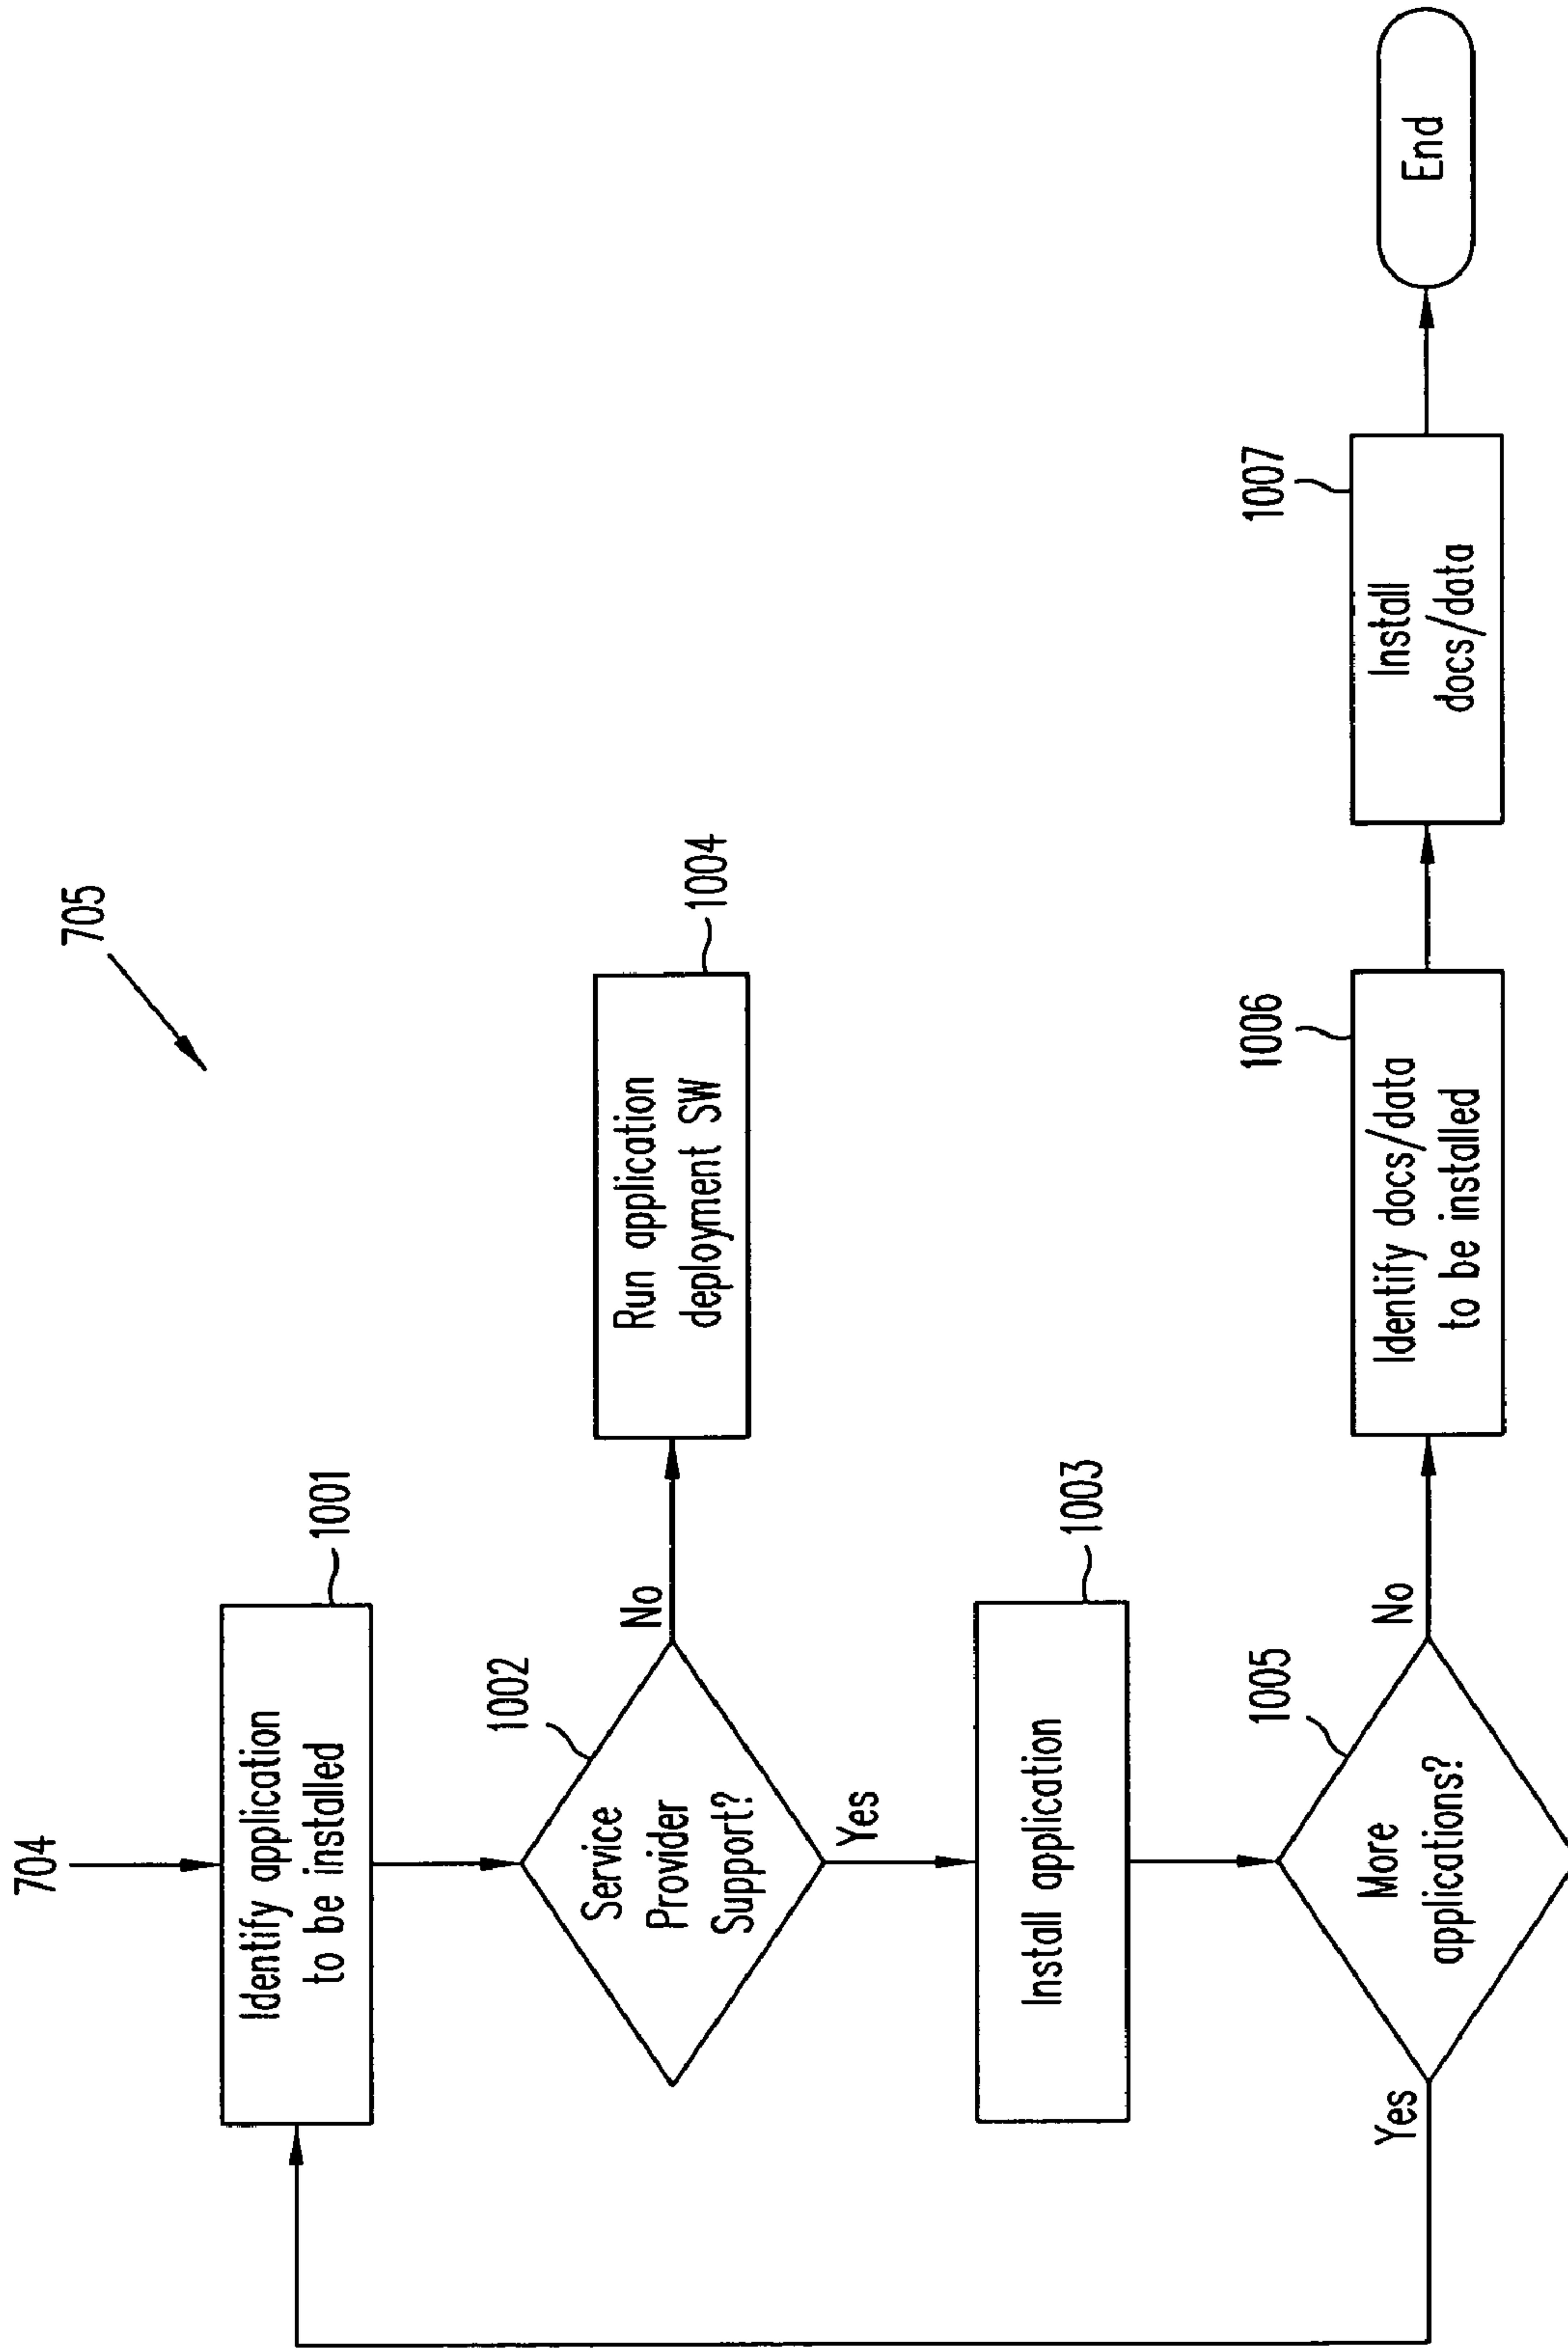 704
705
Identify application
to be installed
1001
Service
Provider
Support?
1002
No
Run application
deployment SW
1004
Yes
Install application
1003
More
applications?
1005
Yes
No
Identify docs/data
to be installed
1006
Install
docs/data
1007
End